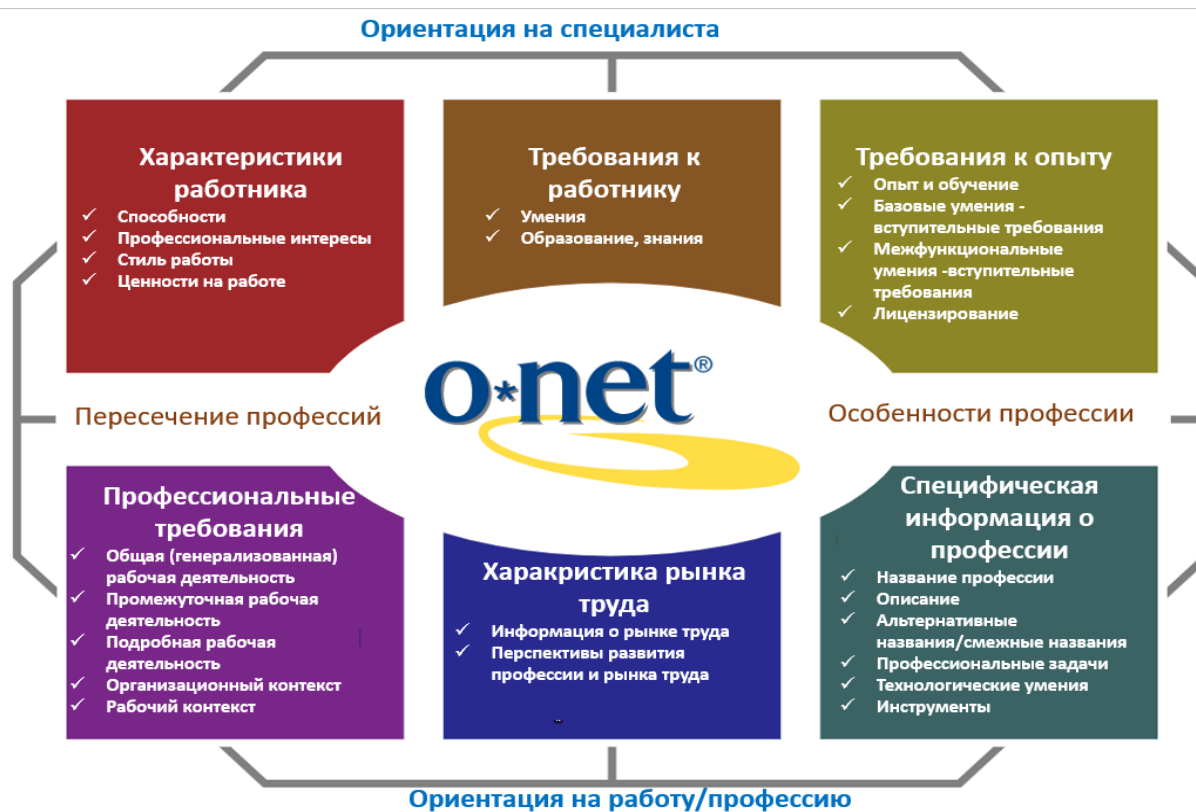 Ориентация на специалиста
Характеристики
работника
✓ Способности
✓ Профессиональные интересы
✓ Стиль работы
✓ Ценности на работе
Требования к
работнику
✓ Умения
✓ Образование, знания
Требования к опыту
✓ Опыт и обучение
✓ Базовые умения -
вступительные требования
✓ Межфункциональные
умения -вступительные
требования
✓ Лицензирование
Пересечение профессий
o*net®
Особенности профессии
Профессиональные
требования
✓ Общая (генерализованная)
рабочая деятельность
✓ Промежуточная рабочая
деятельность
✓ Подробная рабочая
деятельность
✓ Организационный контекст
✓ Рабочий контекст
Харакристика рынка
труда
✓ Информация о рынке труда
✓ Перспективы развития
профессии и рынка труда
Специфическая
информация о
профессии
✓ Название профессии
✓ Описание
✓ Альтернативные
названия/смежные названия
✓ Профессиональные задачи
✓ Технологические умения
✓ Инструменты
Ориентация на работу/профессию